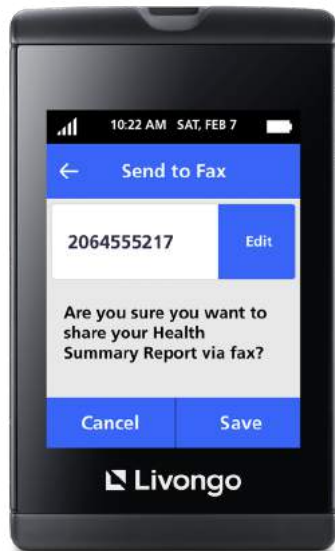 10:22 AM SAT, FEB 7
Send to Fax
2064555217
Edit
Are you sure you want to
share your Health
Summary Report via fax?
Cancel
Save
Livongo